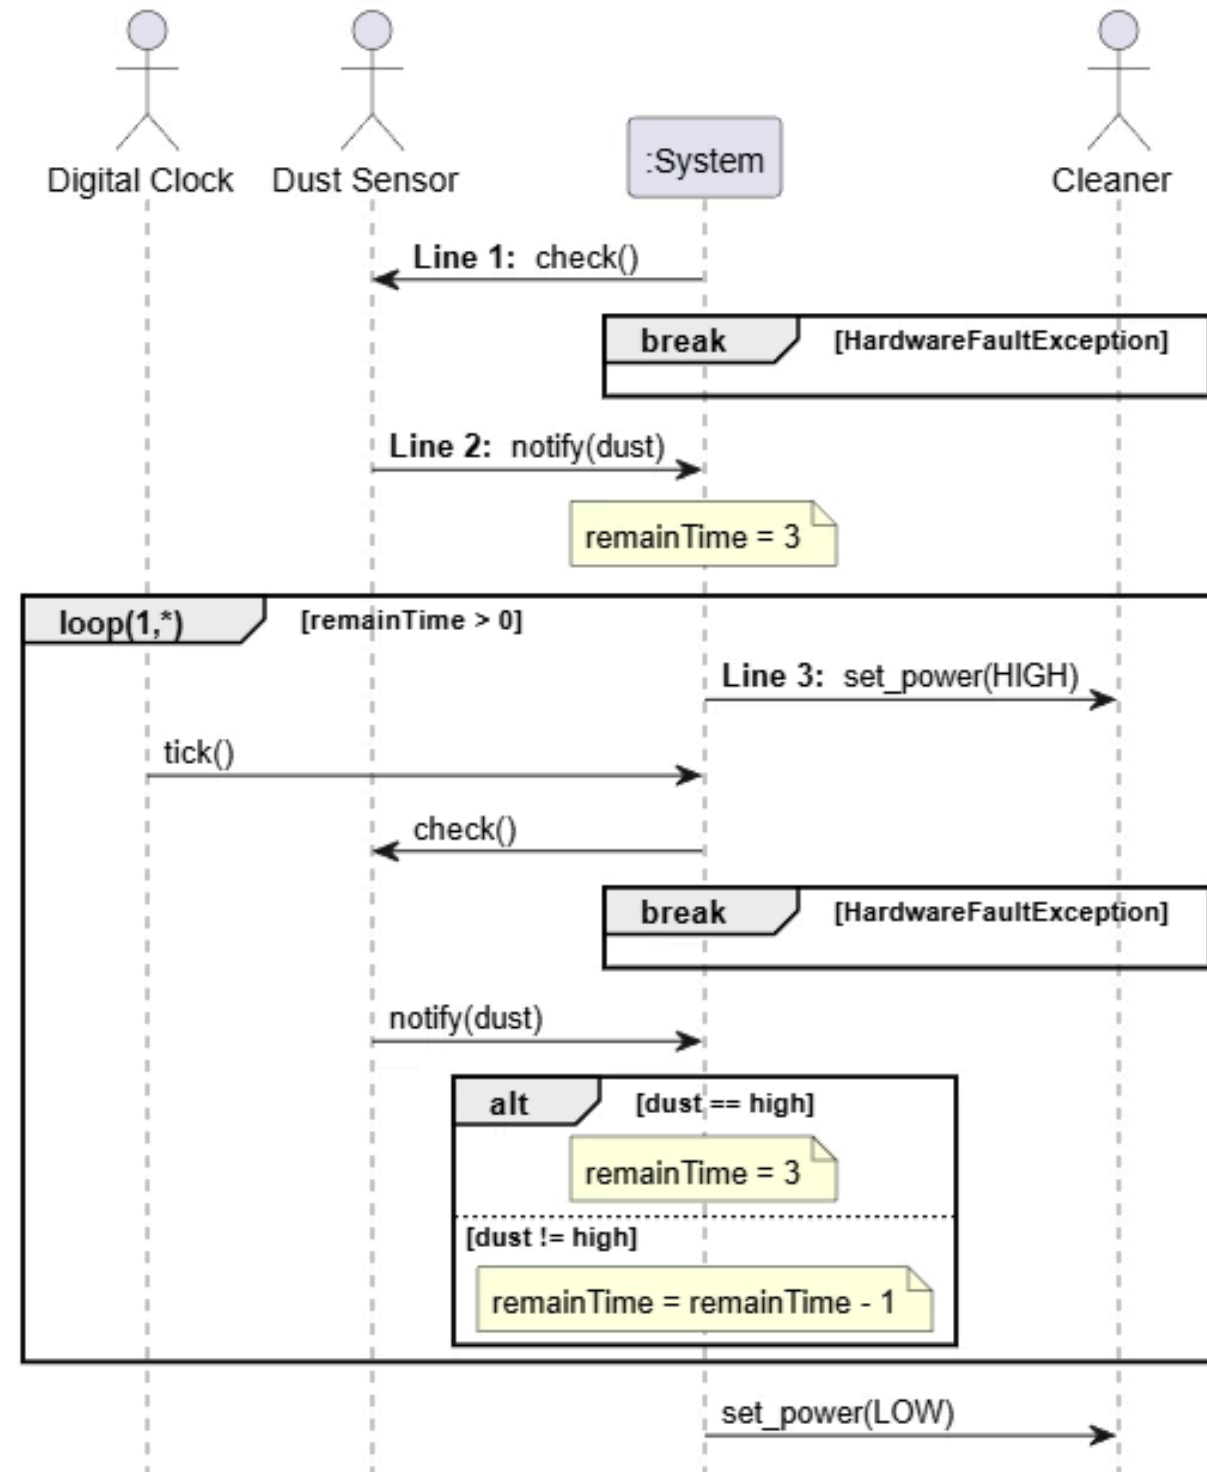 Digital Clock
Dust Sensor
:System
Cleaner
Line 1: check()
break [HardwareFaultException]
Line 2: notify(dust)
remainTime = 3
loop(1,*) [remainTime > 0]
Line 3: set_power(HIGH)
tick()
check()
break [HardwareFaultException]
notify(dust)
alt [dust == high]
remainTime = 3
[dust != high]
remainTime = remainTime - 1
set_power(LOW)